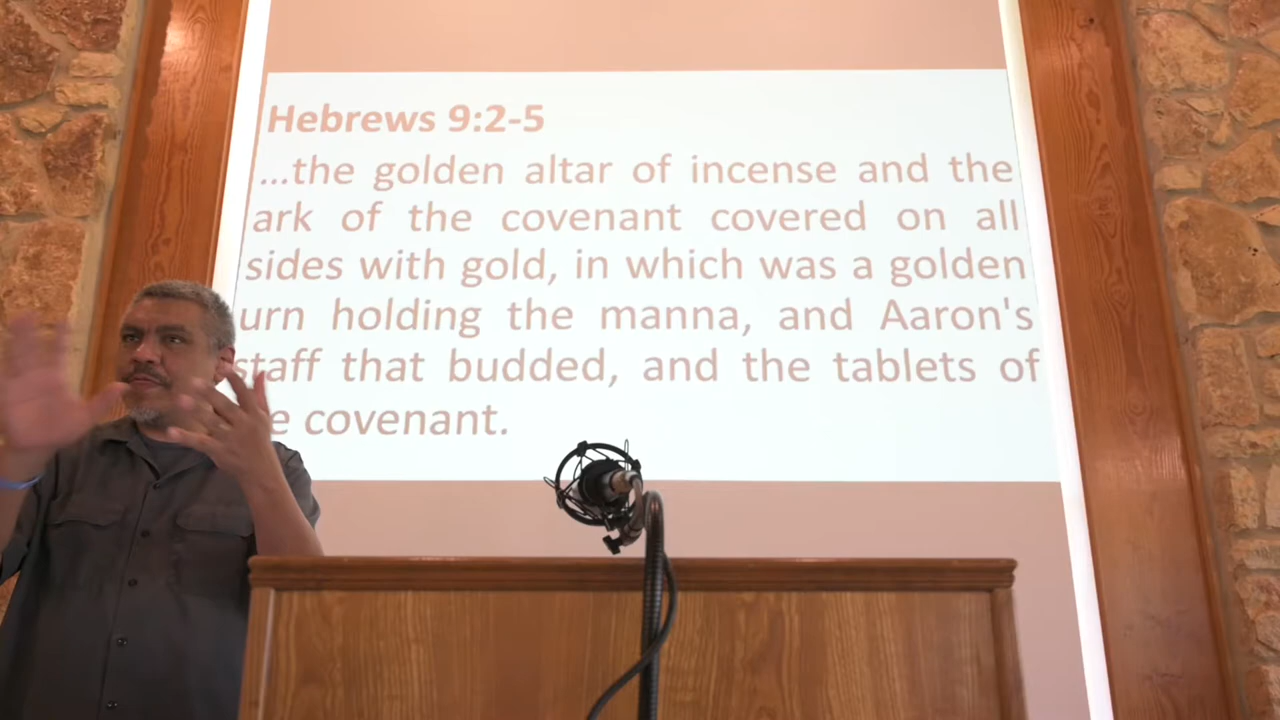 Hebrews 9:2-5
...the golden altar of incense and the
ark of the covenant covered on all
sides with gold, in which was a golden
urn holding the manna, and Aaron's
staff that budded, and the tablets of
e covenant.